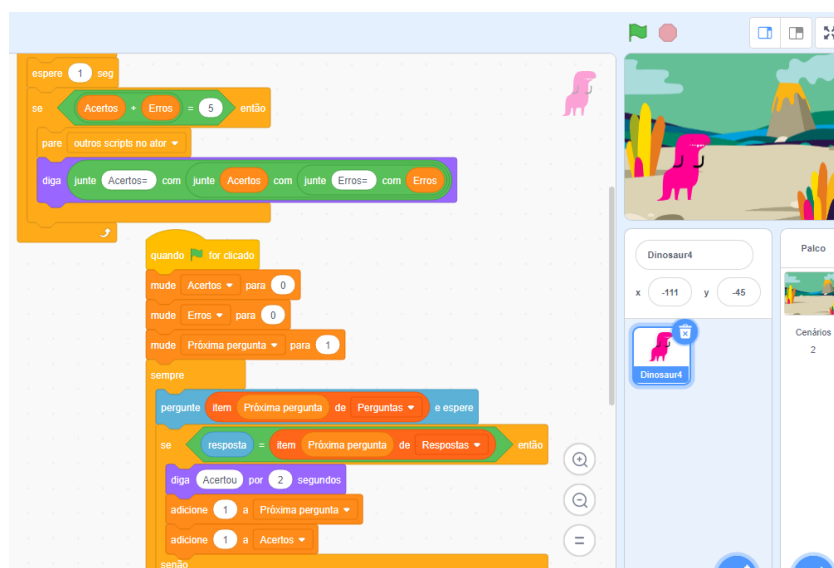 espere 1 seg
se Acertos + Erros = 5 então
pare outros scripts no ator
diga junte Acertos= com junte Acertos com junte Erros= com Erros
quando for clicado
mude Acertos para 0
mude Erros para 0
mude Próxima pergunta para 1
sempre
pergunte item Próxima pergunta de Perguntas e espere
se resposta = item Próxima pergunta de Respostas então
diga Acertou por 2 segundos
adicione 1 a Próxima pergunta
adicione 1 a Acertos
senão
Dinosaur4
x -111 y -45
Dinosaur4
Palco
Cenários
2